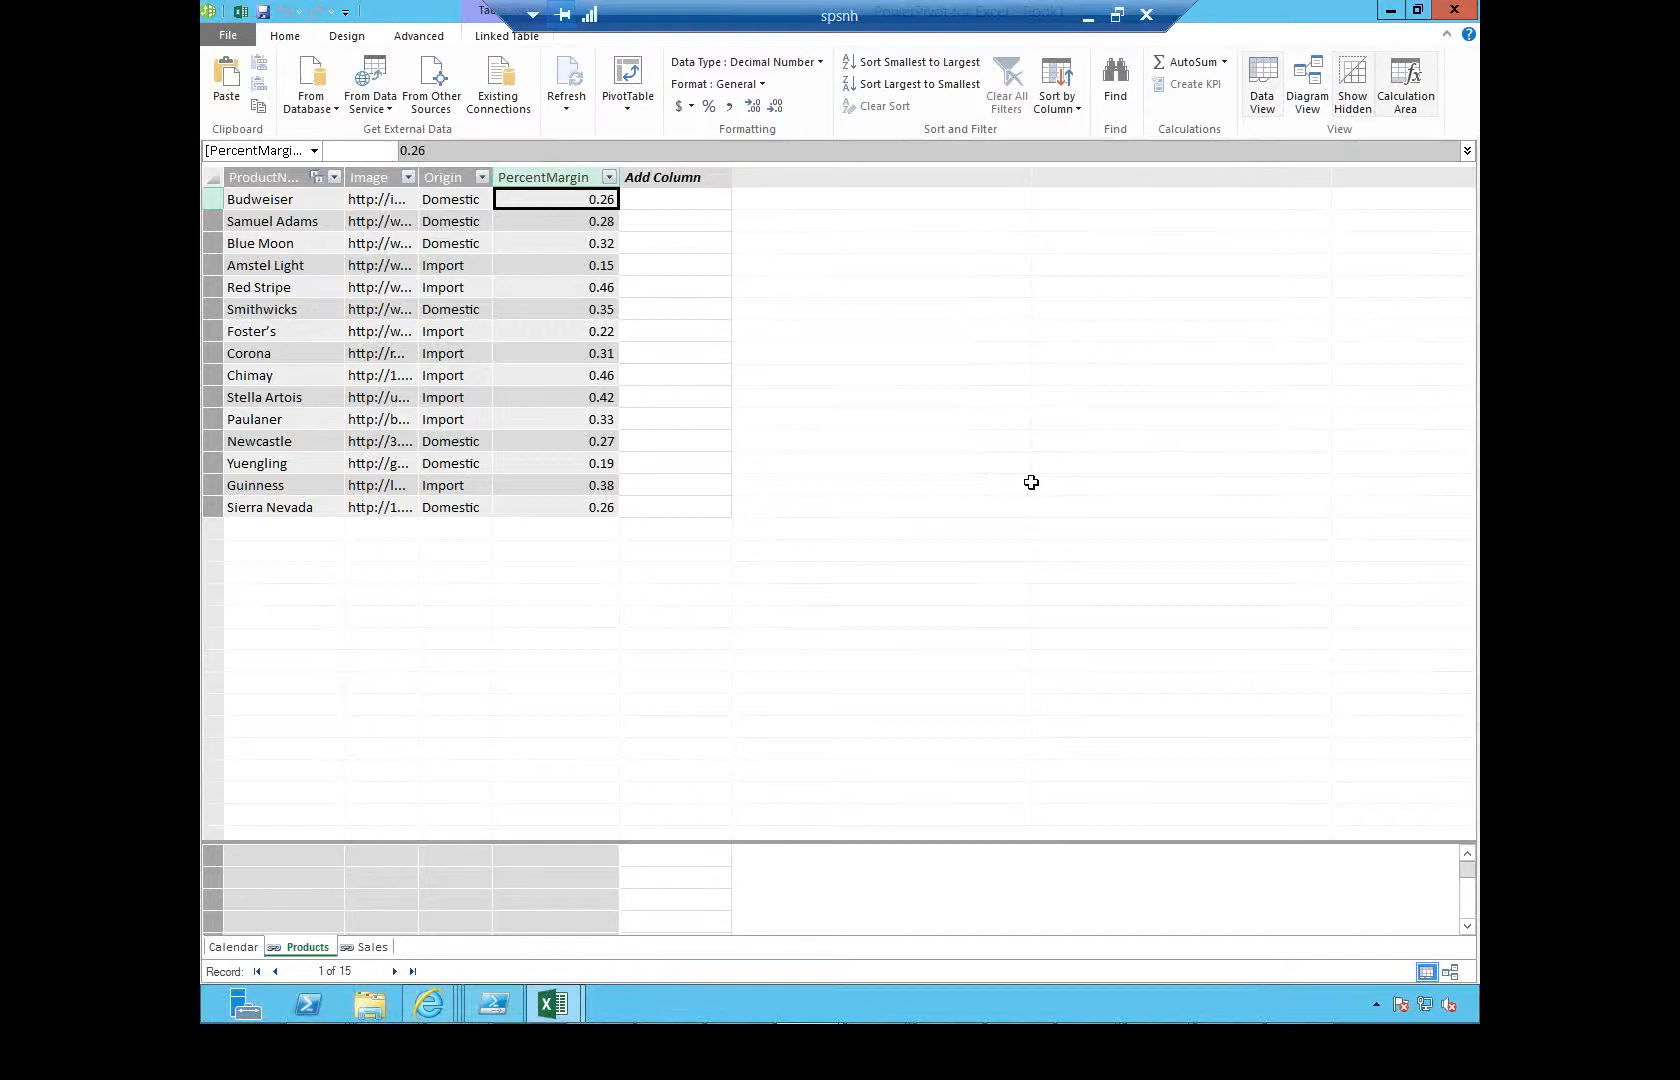 spsnh
PowerPivot for Excel - Book1
File Home Design Advanced Linked Table
Paste
From Database
From Data Service
From Other Sources
Existing Connections
Refresh
PivotTable
Data Type : Decimal Number
Format : General
$ % ,
Sort Smallest to Largest
Sort Largest to Smallest
Clear Sort
Clear All Filters
Sort by Column
Find
AutoSum
Create KPI
Data View
Diagram View
Show Hidden
Calculation Area
Clipboard Get External Data Formatting Sort and Filter Find Calculations View
[PercentMargi... 0.26
ProductN... Image Origin PercentMargin Add Column
Budweiser http://i... Domestic 0.26
Samuel Adams http://w... Domestic 0.28
Blue Moon http://w... Domestic 0.32
Amstel Light http://w... Import 0.15
Red Stripe http://w... Import 0.46
Smithwicks http://w... Domestic 0.35
Foster’s http://w... Import 0.22
Corona http://r... Import 0.31
Chimay http://1.... Import 0.46
Stella Artois http://u... Import 0.42
Paulaner http://b... Import 0.33
Newcastle http://3.... Domestic 0.27
Yuengling http://g... Domestic 0.19
Guinness http://l... Import 0.38
Sierra Nevada http://1.... Domestic 0.26
Calendar Products Sales
Record: 1 of 15